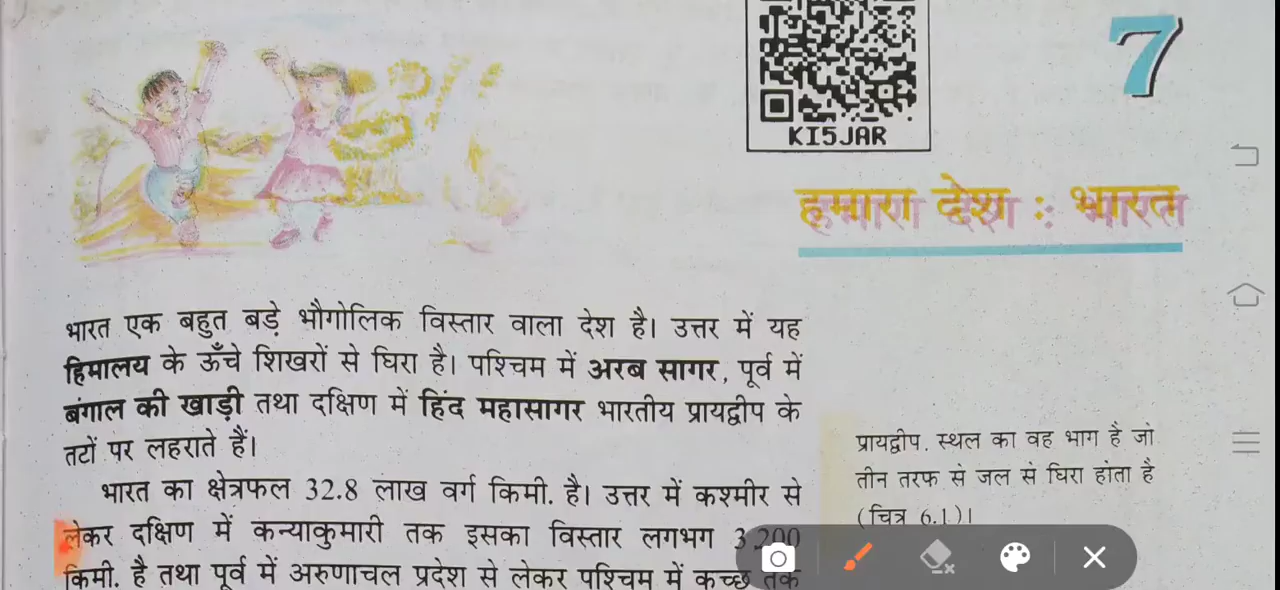 KI5JAR
7
हमारा देश : भारत
भारत एक बहुत बड़े भौगोलिक विस्तार वाला देश है। उत्तर में यह
हिमालय के ऊँचे शिखरों से घिरा है। पश्चिम में अरब सागर, पूर्व में
बंगाल की खाड़ी तथा दक्षिण में हिंद महासागर भारतीय प्रायद्वीप के
तटों पर लहराते हैं।
भारत का क्षेत्रफल 32.8 लाख वर्ग किमी. है। उत्तर में कश्मीर से
लेकर दक्षिण में कन्याकुमारी तक इसका विस्तार लगभग 3,200
किमी. है तथा पूर्व में अरुणाचल प्रदेश से लेकर पश्चिम में कच्छ तक
प्रायद्वीप. स्थल का वह भाग है जो
तीन तरफ से जल से घिरा होता है
(चित्र 6.1)।